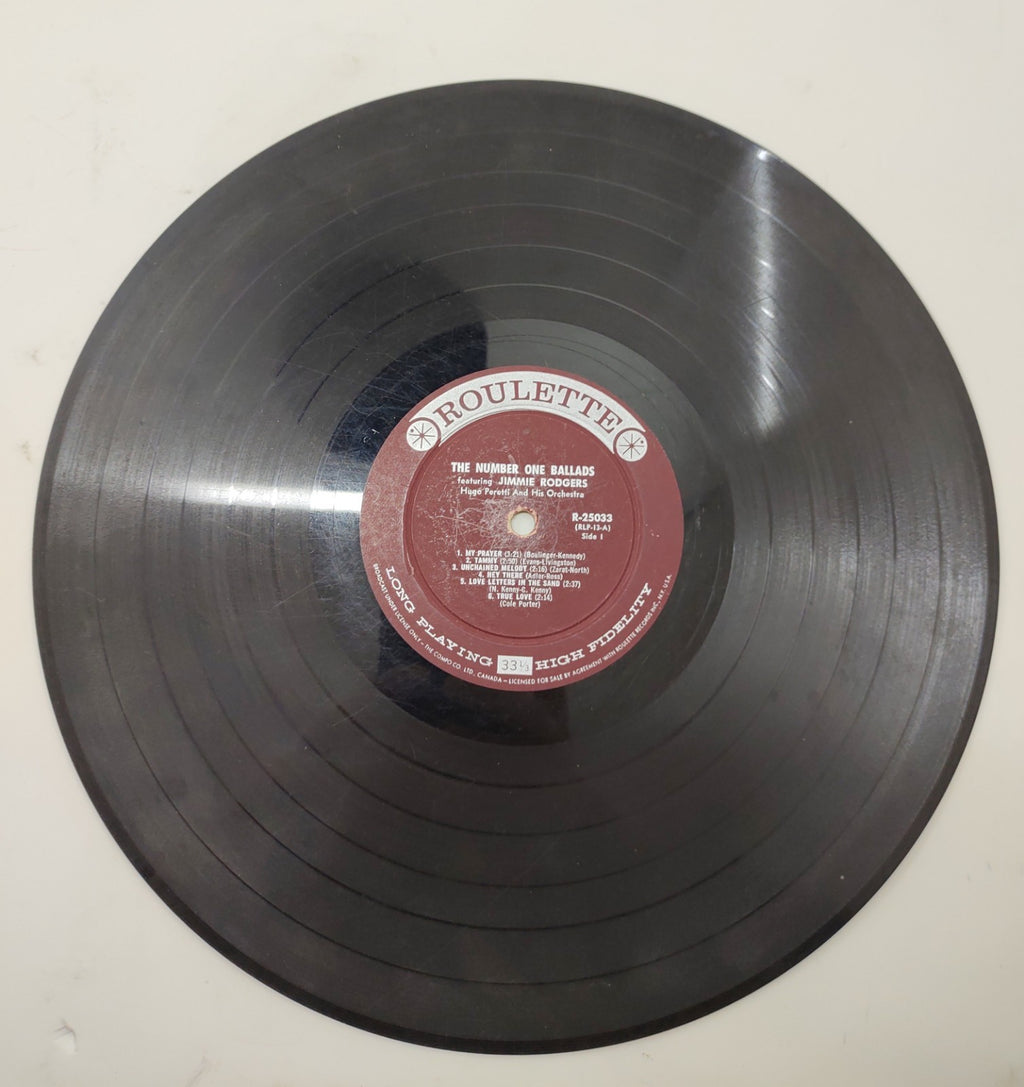 ROULETTE
THE NUMBER ONE BALLADS
featuring JIMMIE RODGERS
Hugo Peretti And His Orchestra
R-25033
(RLP-13-A)
Side 1
1. MY PRAYER (3:21) (Boulinger-Kennedy)
2. TAMMY (2:50) (Evans-Livingston)
3. UNCHAINED MELODY (2:16) (Zarat-North)
4. HEY THERE (Adler-Ross)
5. LOVE LETTERS IN THE SAND (2:37)
(N. Kenny-C. Kenny)
6. TRUE LOVE (2:14)
(Cole Porter)
LONG PLAYING 33⅓ HIGH FIDELITY
BROADCAST UNDER LICENSE ONLY – THE COMPO CO. LTD., CANADA – LICENSED FOR SALE BY AGREEMENT WITH ROULETTE RECORDS INC., N.Y. USA